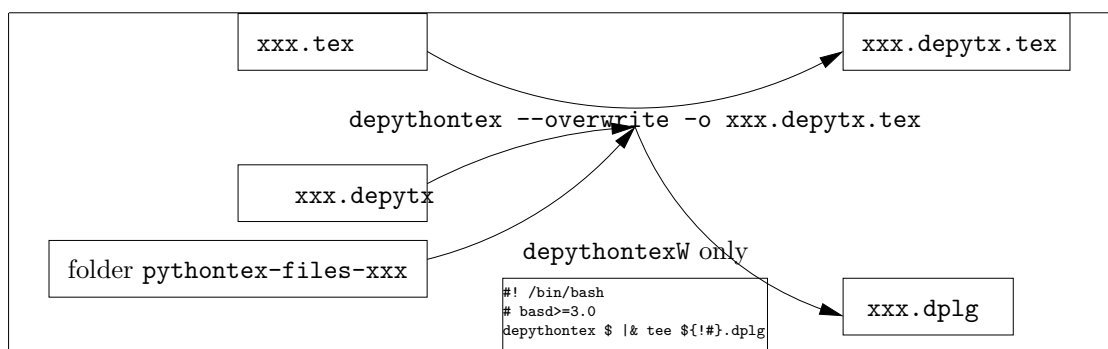 xxx.tex
xxx.depytx.tex
depythontex --overwrite -o xxx.depytx.tex
xxx.depytx
folder pythontex-files-xxx
depythontexW only
#! /bin/bash
# basd>=3.0
depythontex $ |& tee ${!#}.dplg
xxx.dplg